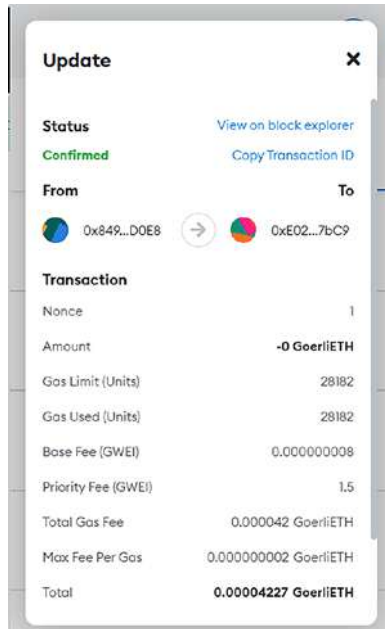 Update
Status View on block explorer
Confirmed Copy Transaction ID
From To
0x849...D0E8 0xE02...7bC9
Transaction
Nonce 1
Amount -0 GoerliETH
Gas Limit (Units) 28182
Gas Used (Units) 28182
Base Fee (GWEI) 0.000000008
Priority Fee (GWEI) 1.5
Total Gas Fee 0.000042 GoerliETH
Max Fee Per Gas 0.000000002 GoerliETH
Total 0.00004227 GoerliETH